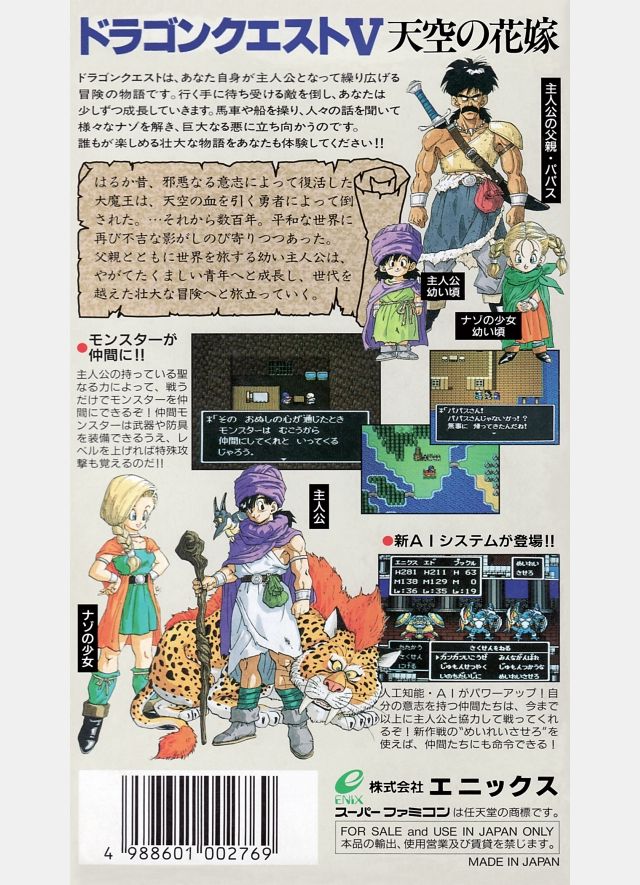 ドラゴンクエストV 天空の花嫁
ドラゴンクエストは、あなた自身が主人公となって繰り広げる
冒険の物語です。行く手に待ち受ける敵を倒し、あなたは
少しずつ成長していきます。馬車や船を操り、人々の話を聞いて
様々なナゾを解き、巨大なる悪に立ち向かうのです。
誰もが楽しめる壮大な物語をあなたも体験してください!!
主人公の父親・パパス
はるか昔、邪悪なる意志によって復活した
大魔王は、天空の血を引く勇者によって倒
された。…それから数百年。平和な世界に
再び不吉な影がしのび寄りつつあった。
父親とともに世界を旅する幼い主人公は、
やがてたくましい青年へと成長し、世代を
越えた壮大な冒険へと旅立っていく。
主人公
幼い頃
ナゾの少女
幼い頃
●モンスターが
仲間に!!
主人公の持っている聖
なる力によって、戦う
だけでモンスターを仲
間にできるぞ!仲間モ
ンスターは武器や防具
を装備できるうえ、レ
ベルを上げれば特殊攻
撃も覚えるのだ!!
*「その おぬしの心が通じたとき
モンスターは むこうから
仲間にしてくれと いってくる
じゃろう。
*「パパスさん!
パパスさんじゃないかっ!?
無事に 帰ってきたんだね!
主人公
ナゾの少女
●新AIシステムが登場!!
エニクス エド プックル
H281 H211 H 63
M138 M129 M 0
レ:36 レ:35 レ:19
めいれい
させろ
たたかう
さくせん
にげる
さくせんをねる
ガンガンいこうぜ みんながんばれ
じゅもんせつやく じゅもんつかうな
いのちだいじに めいれいさせろ
人工知能・AIがパワーアップ!自
分の意志を持つ仲間たちは、今まで
以上に主人公と協力して戦ってくれ
るぞ!新作戦の“めいれいさせろ”を
使えば、仲間たちにも命令できる!
ENIX
株式会社 エニックス
スーパーファミコンは任天堂の商標です。
FOR SALE and USE IN JAPAN ONLY
本品の輸出、使用営業及び賃貸を禁じます。
MADE IN JAPAN
4 988601 002769